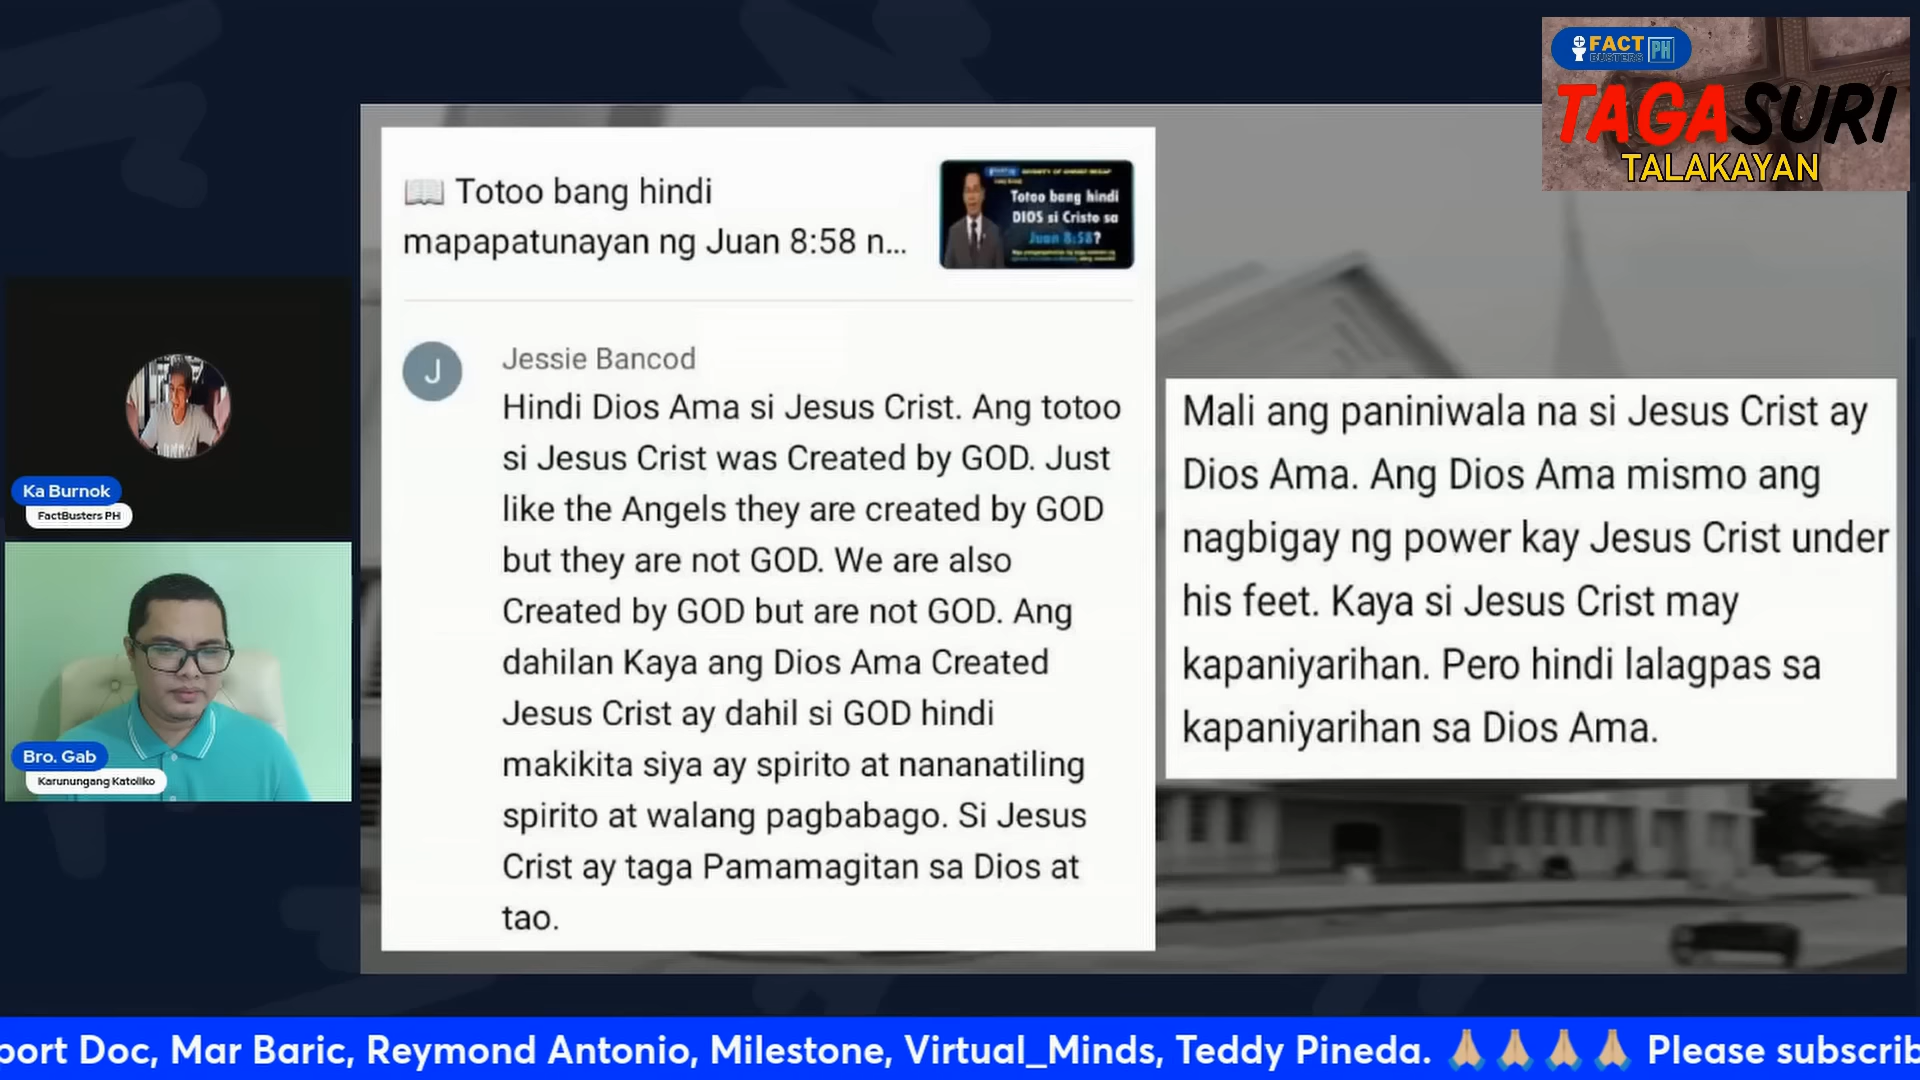 FACT
BUSTERS
PH
TAGASURI
TALAKAYAN
📖 Totoo bang hindi
mapapatunayan ng Juan 8:58 n...
Totoo bang hindi
DIOS si Cristo sa
Juan 8:58?
J
Jessie Bancod
Hindi Dios Ama si Jesus Crist. Ang totoo
si Jesus Crist was Created by GOD. Just
like the Angels they are created by GOD
but they are not GOD. We are also
Created by GOD but are not GOD. Ang
dahilan Kaya ang Dios Ama Created
Jesus Crist ay dahil si GOD hindi
makikita siya ay spirito at nananatiling
spirito at walang pagbabago. Si Jesus
Crist ay taga Pamamagitan sa Dios at
tao.
Mali ang paniniwala na si Jesus Crist ay
Dios Ama. Ang Dios Ama mismo ang
nagbigay ng power kay Jesus Crist under
his feet. Kaya si Jesus Crist may
kapaniyarihan. Pero hindi lalagpas sa
kapaniyarihan sa Dios Ama.
Ka Burnok
FactBusters PH
Bro. Gab
Karunungang Katoliko
port Doc, Mar Baric, Reymond Antonio, Milestone, Virtual_Minds, Teddy Pineda. 🙏🏼🙏🏼🙏🏼🙏🏼 Please subscrib